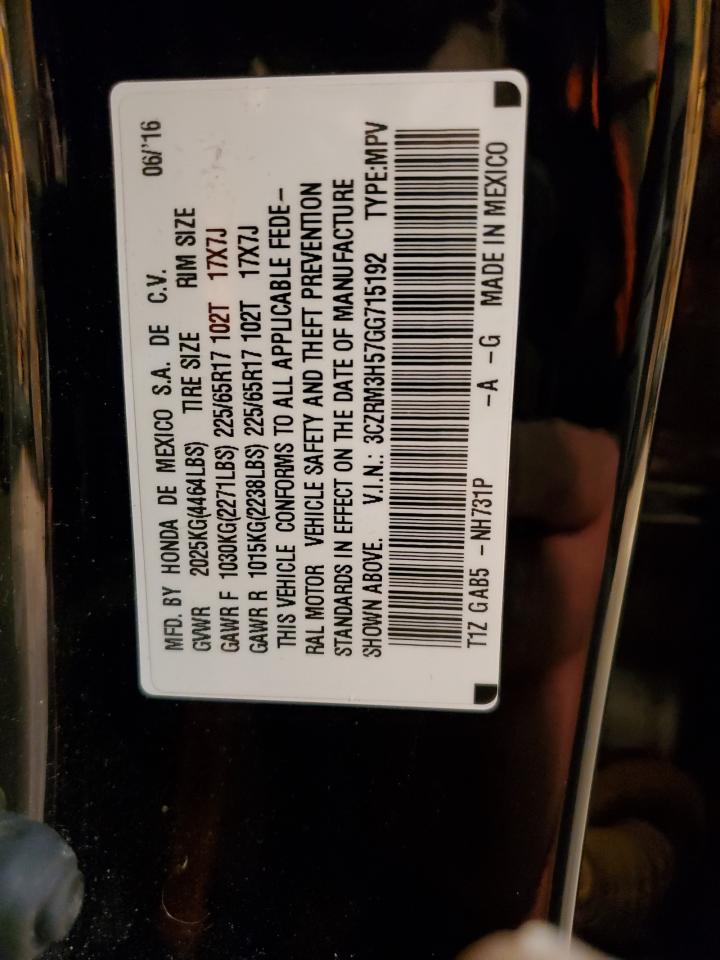 MFD. BY HONDA DE MEXICO S.A. DE C.V. 06/'16
GVWR 2025KG(4464LBS) TIRE SIZE RIM SIZE
GAWR F 1030KG(2271LBS) 225/65R17 102T 17X7J
GAWR R 1015KG(2238LBS) 225/65R17 102T 17X7J
THIS VEHICLE CONFORMS TO ALL APPLICABLE FEDE-
RAL MOTOR VEHICLE SAFETY AND THEFT PREVENTION
STANDARDS IN EFFECT ON THE DATE OF MANUFACTURE
SHOWN ABOVE. V.I.N.: 3CZRM3H57GG715192 TYPE:MPV
T1Z G AB5 -NH731P -A -G MADE IN MEXICO